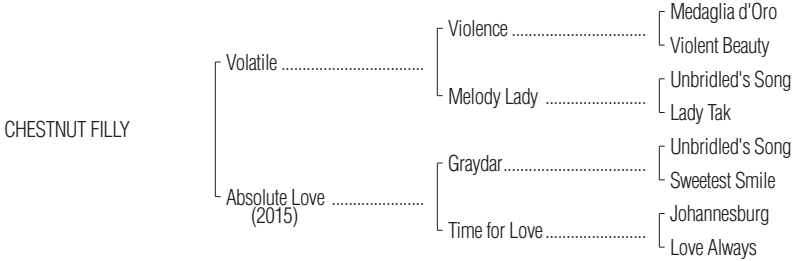 Medaglia d'Oro
Violence ................................
Violent Beauty
Volatile ..................................
Unbridled's Song
Melody Lady ........................
Lady Tak
CHESTNUT FILLY
Unbridled's Song
Graydar..................................
Sweetest Smile
Absolute Love ......................
(2015)
Johannesburg
Time for Love........................
Love Always